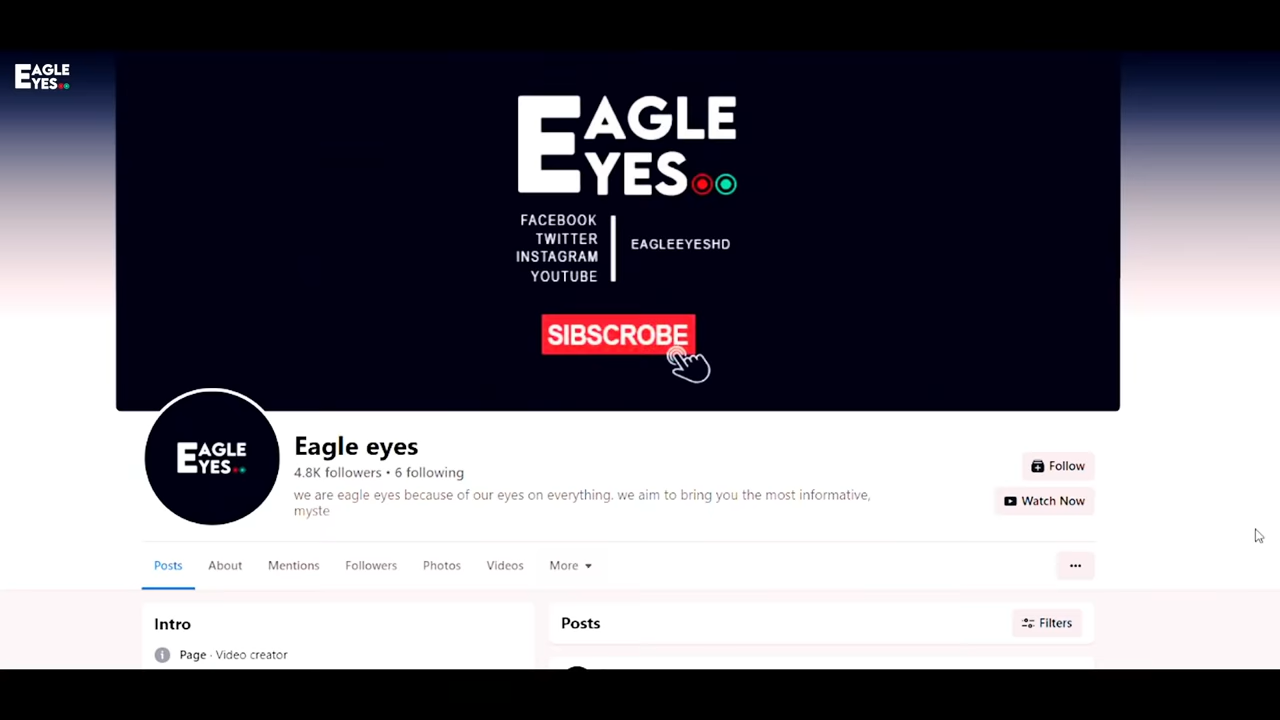 EAGLE
EYES
EAGLE
EYES
FACEBOOK
TWITTER
INSTAGRAM
YOUTUBE
EAGLEEYESHD
SIBSCROBE
EAGLE
EYES
Eagle eyes
4.8K followers • 6 following
we are eagle eyes because of our eyes on everything. we aim to bring you the most informative,
myste
Follow
Watch Now
Posts About Mentions Followers Photos Videos More
Intro
Page · Video creator
Posts
Filters